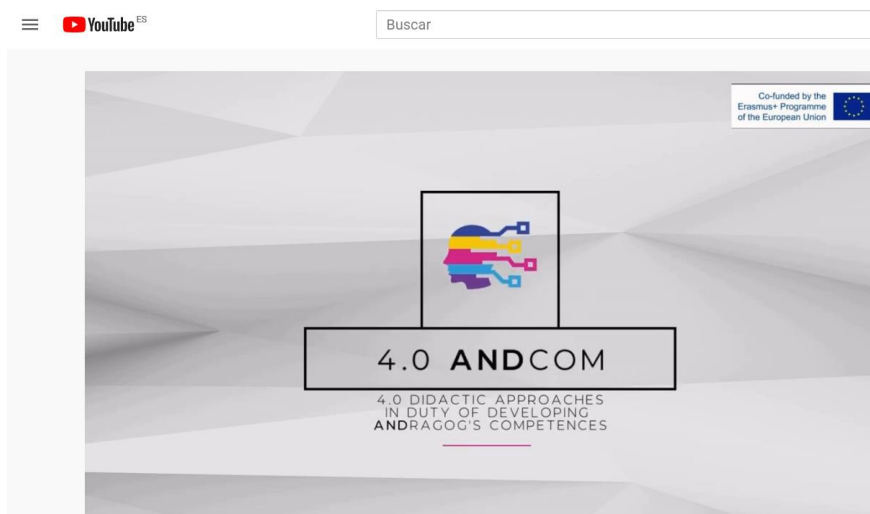 YouTube ES
Buscar
Co-funded by the
Erasmus+ Programme
of the European Union
4.0 ANDCOM
4.0 DIDACTIC APPROACHES
IN DUTY OF DEVELOPING
ANDRAGOG'S COMPETENCES